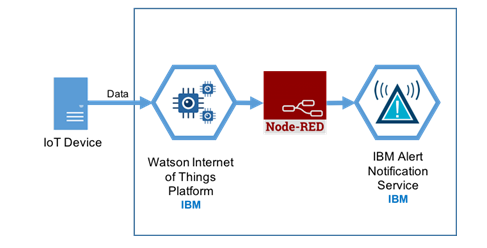 Data
IoT Device
Watson Internet
of Things
Platform
IBM
Node-RED
IBM Alert
Notification
Service
IBM